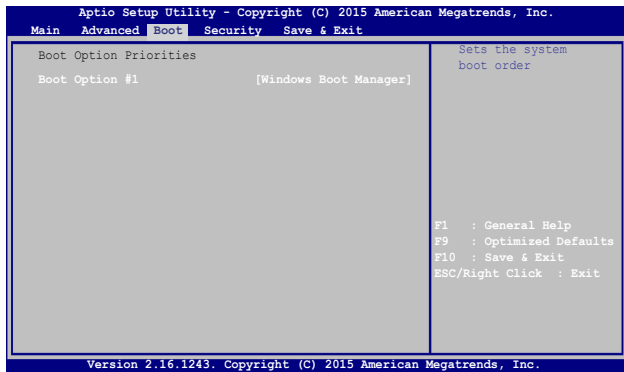 Aptio Setup Utility - Copyright (C) 2015 American Megatrends, Inc.
Main Advanced Boot Security Save & Exit
Boot Option Priorities
Boot Option #1 [Windows Boot Manager]
Sets the system
boot order
F1 : General Help
F9 : Optimized Defaults
F10 : Save & Exit
ESC/Right Click : Exit
Version 2.16.1243. Copyright (C) 2015 American Megatrends, Inc.